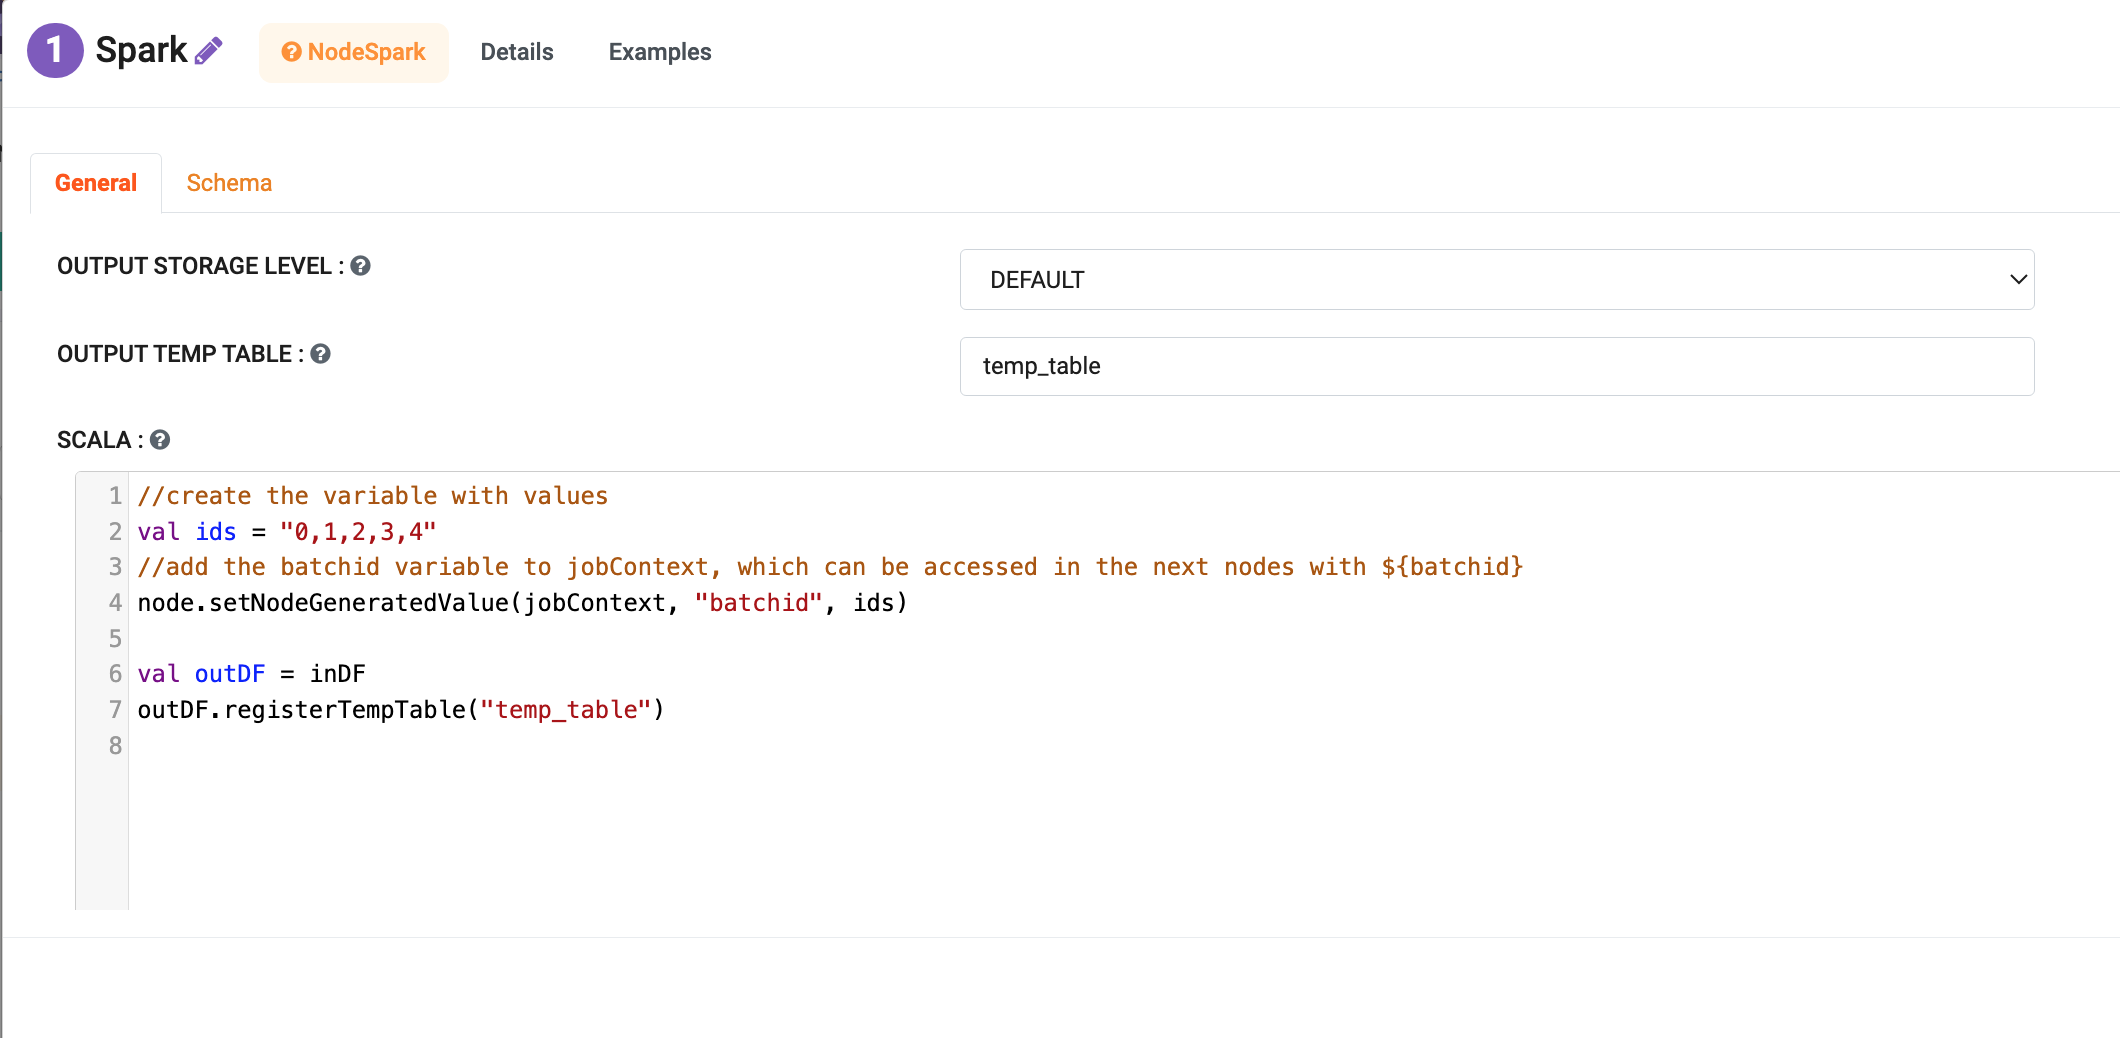 1 Spark NodeSpark Details Examples
General Schema
OUTPUT STORAGE LEVEL : DEFAULT
OUTPUT TEMP TABLE : temp_table
SCALA :
1 //create the variable with values
2 val ids = "0,1,2,3,4"
3 //add the batchid variable to jobContext, which can be accessed in the next nodes with ${batchid}
4 node.setNodeGeneratedValue(jobContext, "batchid", ids)
5
6 val outDF = inDF
7 outDF.registerTempTable("temp_table")
8